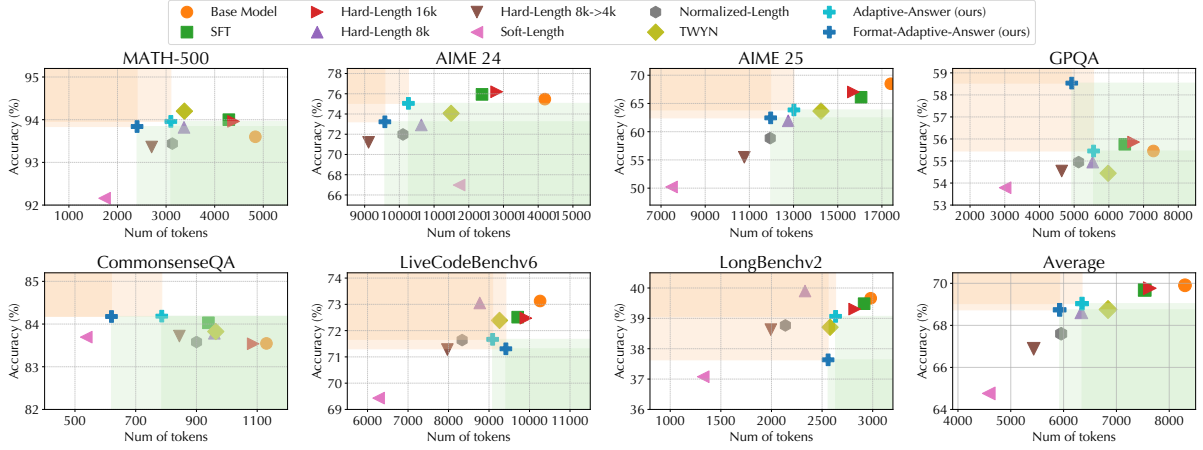 Base Model
Hard-Length 16k
Hard-Length 8k->4k
Normalized-Length
Adaptive-Answer (ours)
SFT
Hard-Length 8k
Soft-Length
TWYN
Format-Adaptive-Answer (ours)
MATH-500
Accuracy (%)
95
94
93
92
1000 2000 3000 4000 5000
Num of tokens
AIME 24
Accuracy (%)
78
76
74
72
70
68
66
9000 10000 11000 12000 13000 14000 15000
Num of tokens
AIME 25
Accuracy (%)
70
65
60
55
50
7000 9000 11000 13000 15000 17000
Num of tokens
GPQA
Accuracy (%)
59
58
57
56
55
54
53
2000 3000 4000 5000 6000 7000 8000
Num of tokens
CommonsenseQA
Accuracy (%)
85
84
83
82
500 700 900 1100
Num of tokens
LiveCodeBenchv6
Accuracy (%)
74
73
72
71
70
69
6000 7000 8000 9000 10000 11000
Num of tokens
LongBenchv2
Accuracy (%)
40
39
38
37
36
1000 2000 3000
Num of tokens
Average
Accuracy (%)
70
68
66
64
4000 5000 6000 7000 8000
Num of tokens